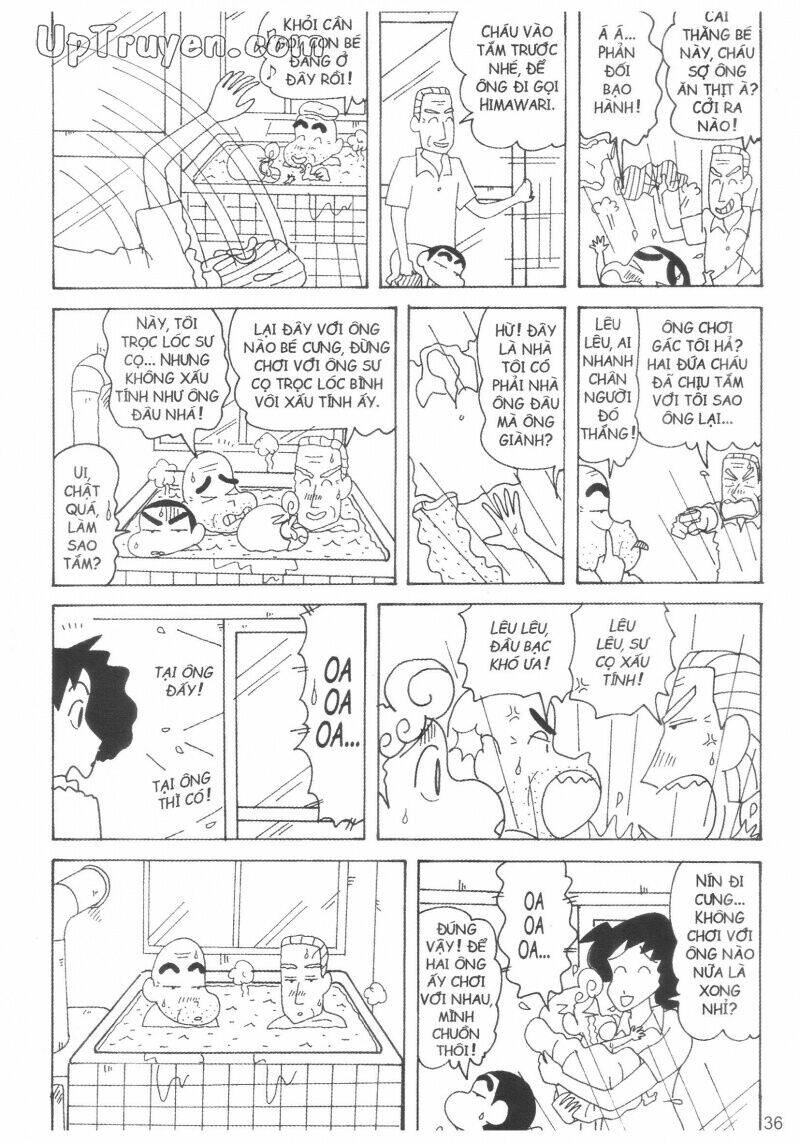 UpTruyen.com
CÁI
THẰNG BÉ
NÀY, CHÁU
SỢ ÔNG
ĂN THỊT À?
CỞI RA
NÀO!
Á Á...
PHẢN
ĐỐI
BẠO
HÀNH!
CHÁU VÀO
TẮM TRƯỚC
NHÉ, ĐỂ
ÔNG ĐI GỌI
HIMAWARI.
KHỎI CẦN
GỌI, CON BÉ
ĐANG Ở
ĐÂY RỒI!
ÔNG CHƠI
GÁC TÔI HẢ?
HAI ĐỨA CHÁU
ĐÃ CHỊU TẮM
VỚI TÔI SAO
ÔNG LẠI...
LÊU
LÊU, AI
NHANH
CHÂN
NGƯỜI
ĐÓ
THẮNG!
HỪ! ĐÂY
LÀ NHÀ
TÔI CÓ
PHẢI NHÀ
ÔNG ĐÂU
MÀ ÔNG
GIÀNH?
LẠI ĐÂY VỚI ÔNG
NÀO BÉ CƯNG, ĐỪNG
CHƠI VỚI ÔNG SƯ
CỌ TRỌC LÓC BÌNH
VÔI XẤU TÍNH ẤY.
NÀY, TÔI
TRỌC LÓC SƯ
CỌ... NHƯNG
KHÔNG XẤU
TÍNH NHƯ ÔNG
ĐÂU NHÁ!
UI,
CHẬT
QUÁ,
LÀM
SAO
TẮM?
LÊU
LÊU, SƯ
CỌ XẤU
TÍNH!
LÊU LÊU,
ĐẦU BẠC
KHÓ ƯA!
OA
OA
OA...
TẠI ÔNG
ĐẤY!
TẠI ÔNG
THÌ CÓ!
NÍN ĐI
CƯNG...
KHÔNG
CHƠI VỚI
ÔNG NÀO
NỮA LÀ
XONG
NHỈ?
OA
OA
OA...
ĐÚNG
VẬY! ĐỂ
HAI ÔNG
ẤY CHƠI
VỚI NHAU,
MÌNH
CHUỒN
THÔI!
36